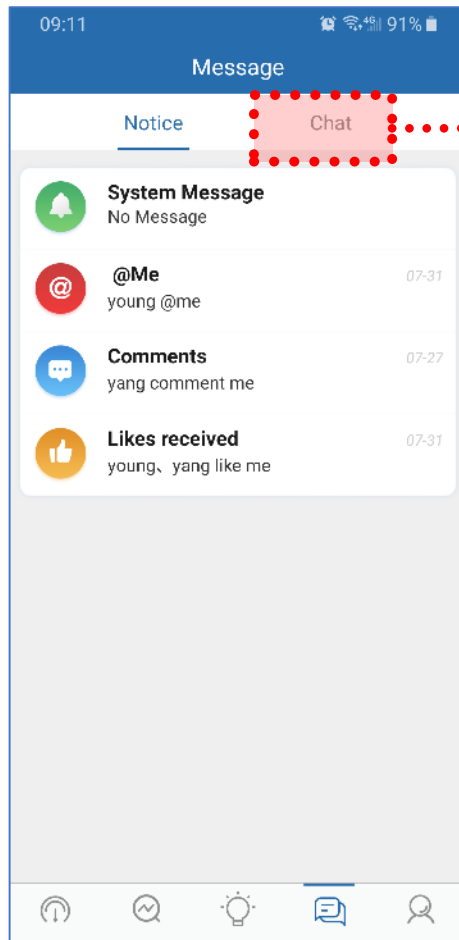 09:11 4G 91%
Message
Notice Chat
System Message
No Message
@Me 07-31
young @me
Comments 07-27
yang comment me
Likes received 07-31
young、yang like me